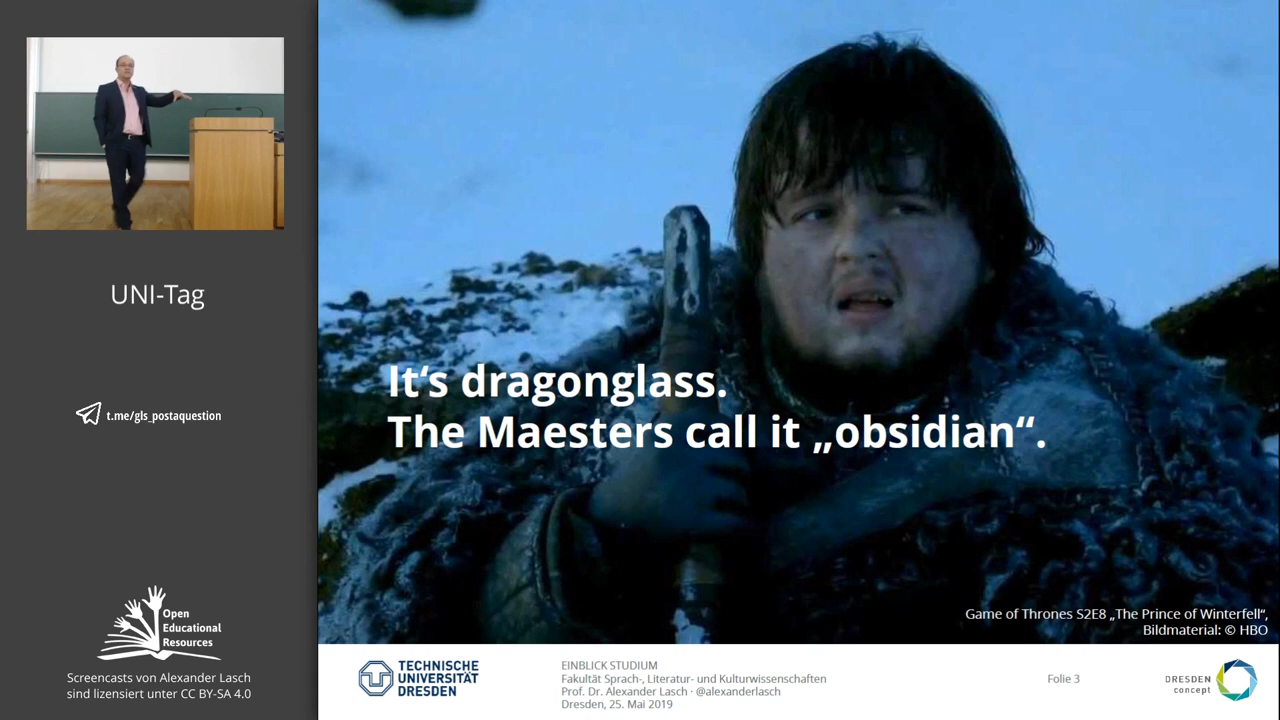 UNI-Tag
t.me/gls_postaquestion
Open
Educational
Resources
Screencasts von Alexander Lasch
sind lizensiert unter CC BY-SA 4.0
It‘s dragonglass.
The Maesters call it „obsidian“.
Game of Thrones S2E8 „The Prince of Winterfell“,
Bildmaterial: © HBO
TECHNISCHE
UNIVERSITÄT
DRESDEN
EINBLICK STUDIUM
Fakultät Sprach-, Literatur- und Kulturwissenschaften
Prof. Dr. Alexander Lasch · @alexanderlasch
Dresden, 25. Mai 2019
Folie 3
DRESDEN
concept